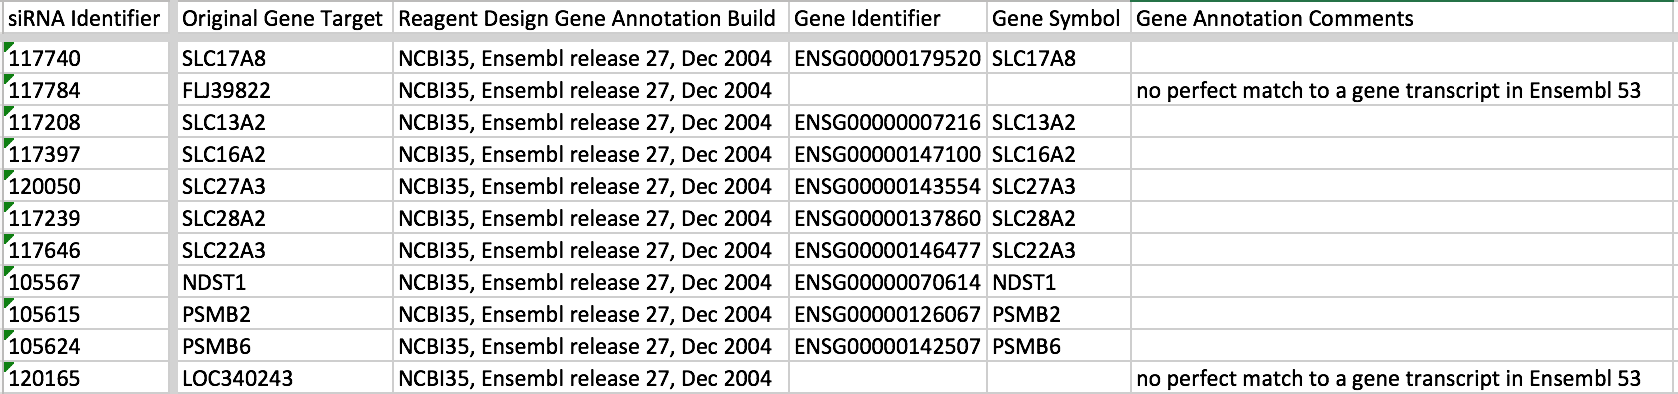 siRNA Identifier Original Gene Target Reagent Design Gene Annotation Build Gene Identifier Gene Symbol Gene Annotation Comments
117740 SLC17A8 NCBI35, Ensembl release 27, Dec 2004 ENSG00000179520 SLC17A8
117784 FLJ39822 NCBI35, Ensembl release 27, Dec 2004 no perfect match to a gene transcript in Ensembl 53
117208 SLC13A2 NCBI35, Ensembl release 27, Dec 2004 ENSG00000007216 SLC13A2
117397 SLC16A2 NCBI35, Ensembl release 27, Dec 2004 ENSG00000147100 SLC16A2
120050 SLC27A3 NCBI35, Ensembl release 27, Dec 2004 ENSG00000143554 SLC27A3
117239 SLC28A2 NCBI35, Ensembl release 27, Dec 2004 ENSG00000137860 SLC28A2
117646 SLC22A3 NCBI35, Ensembl release 27, Dec 2004 ENSG00000146477 SLC22A3
105567 NDST1 NCBI35, Ensembl release 27, Dec 2004 ENSG00000070614 NDST1
105615 PSMB2 NCBI35, Ensembl release 27, Dec 2004 ENSG00000126067 PSMB2
105624 PSMB6 NCBI35, Ensembl release 27, Dec 2004 ENSG00000142507 PSMB6
120165 LOC340243 NCBI35, Ensembl release 27, Dec 2004 no perfect match to a gene transcript in Ensembl 53